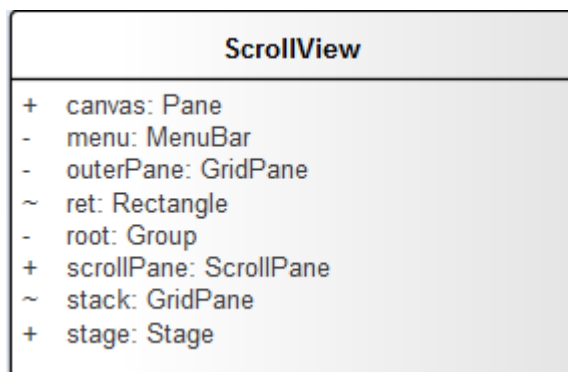 ScrollView
+ canvas: Pane
- menu: MenuBar
- outerPane: GridPane
~ ret: Rectangle
- root: Group
+ scrollPane: ScrollPane
~ stack: GridPane
+ stage: Stage